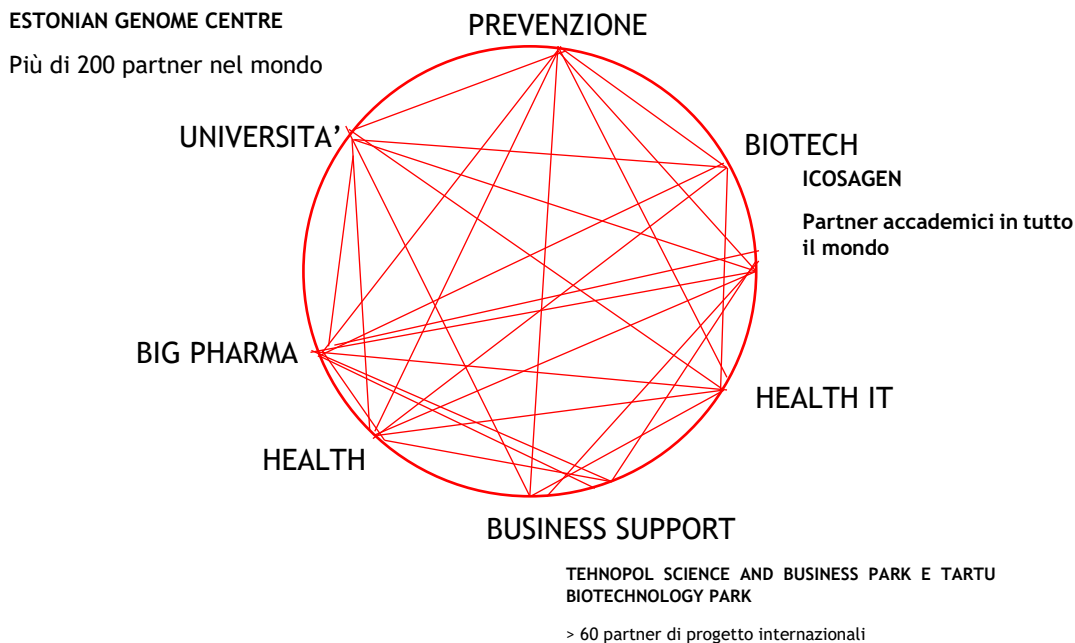 ESTONIAN GENOME CENTRE
Più di 200 partner nel mondo
PREVENZIONE
UNIVERSITA’
BIOTECH
ICOSAGEN
Partner accademici in tutto
il mondo
BIG PHARMA
HEALTH IT
HEALTH
BUSINESS SUPPORT
TEHNOPOL SCIENCE AND BUSINESS PARK E TARTU
BIOTECHNOLOGY PARK
> 60 partner di progetto internazionali